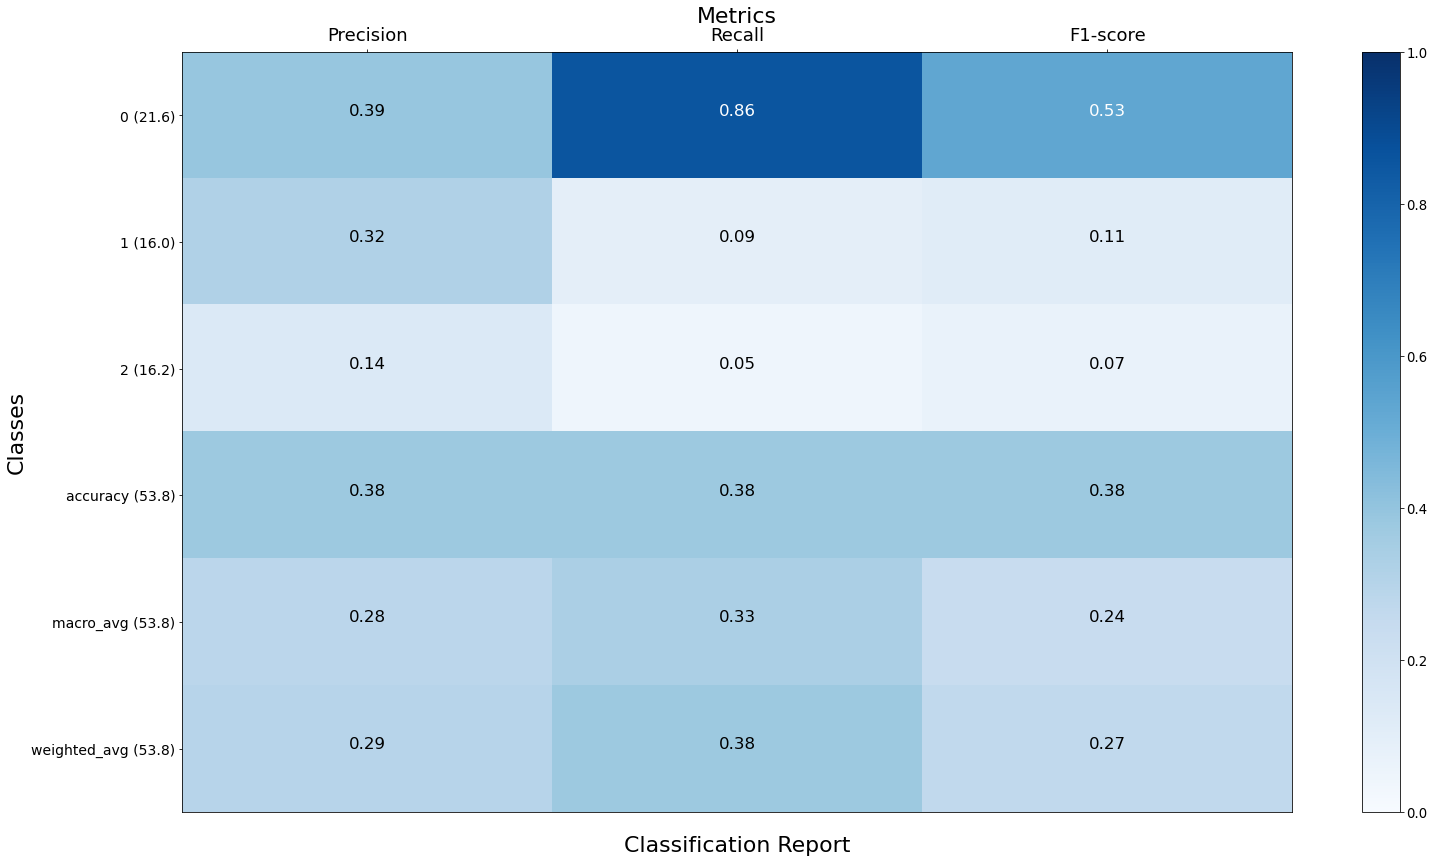 Metrics
Precision Recall F1-score
0 (21.6) 0.39 0.86 0.53
1 (16.0) 0.32 0.09 0.11
2 (16.2) 0.14 0.05 0.07
accuracy (53.8) 0.38 0.38 0.38
macro_avg (53.8) 0.28 0.33 0.24
weighted_avg (53.8) 0.29 0.38 0.27
Classes
Classification Report
1.0
0.8
0.6
0.4
0.2
0.0